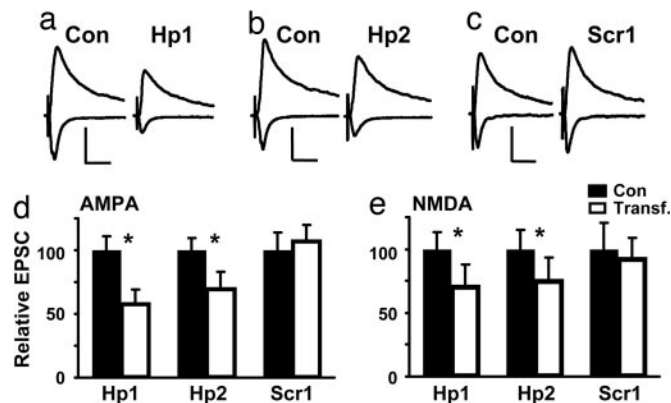 a b c
Con Hp1 Con Hp2 Con Scr1
d AMPA e NMDA Con
Transf.
Relative EPSC
100 * * 100 * *
50 50
0 0
Hp1 Hp2 Scr1 Hp1 Hp2 Scr1